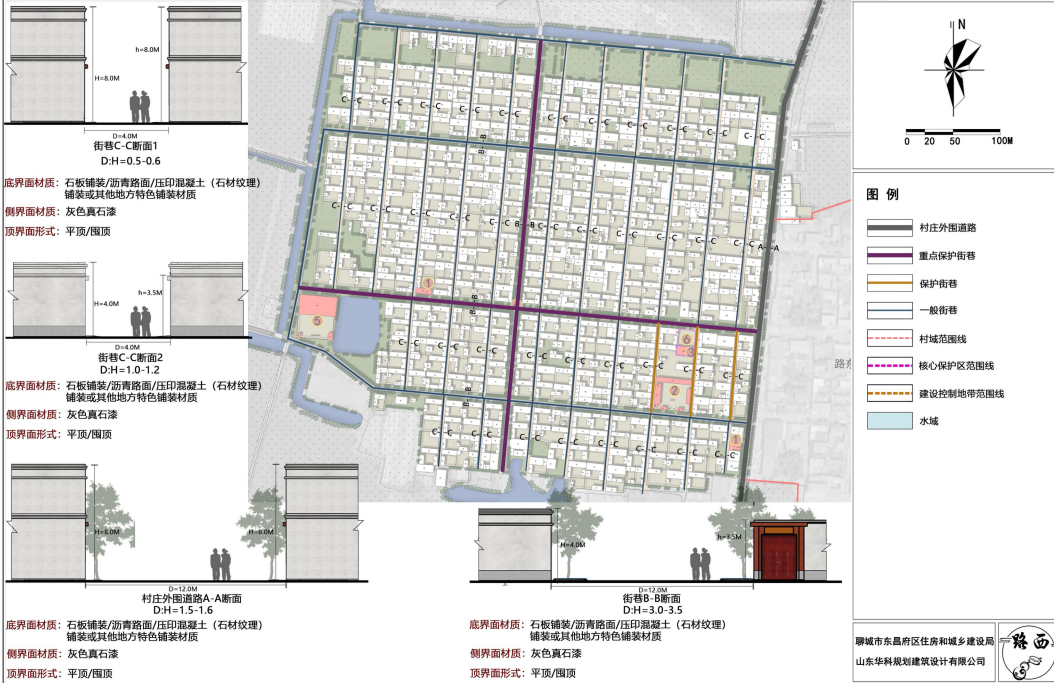 h=8.0M
H=8.0M
D=4.0M
街巷C-C断面1
D:H=0.5-0.6
底界面材质：石板铺装/沥青路面/压印混凝土（石材纹理）
铺装或其他地方特色铺装材质
侧界面材质：灰色真石漆
顶界面形式：平顶/囤顶
H=4.0M
h=3.5M
D=4.0M
街巷C-C断面2
D:H=1.0-1.2
底界面材质：石板铺装/沥青路面/压印混凝土（石材纹理）
铺装或其他地方特色铺装材质
侧界面材质：灰色真石漆
顶界面形式：平顶/囤顶
H=8.0M
H=8.0M
D=12.0M
村庄外围道路A-A断面
D:H=1.5-1.6
底界面材质：石板铺装/沥青路面/压印混凝土（石材纹理）
铺装或其他地方特色铺装材质
侧界面材质：灰色真石漆
顶界面形式：平顶/囤顶
H=4.0M
h=3.5M
D=12.0M
街巷B-B断面
D:H=3.0-3.5
底界面材质：石板铺装/沥青路面/压印混凝土（石材纹理）
铺装或其他地方特色铺装材质
侧界面材质：灰色真石漆
顶界面形式：平顶/囤顶
C--C C--C C--C C--C C--C C--C C--C C--C C--C
B--B
C--C C--C C--C C--C C--C B--B C--C C--C C--C C--C C--C C--C A--A
B--B
①
⑤
⑥
③
②
①
C--C C--C C--C C--C C--C C--C C--C C--C
B--B
C--C C--C C--C C--C C--C C--C C--C
路东
N
0 20 50 100M
图 例
村庄外围道路
重点保护街巷
保护街巷
一般街巷
村域范围线
核心保护区范围线
建设控制地带范围线
水域
聊城市东昌府区住房和城乡建设局
山东华科规划建筑设计有限公司
路西